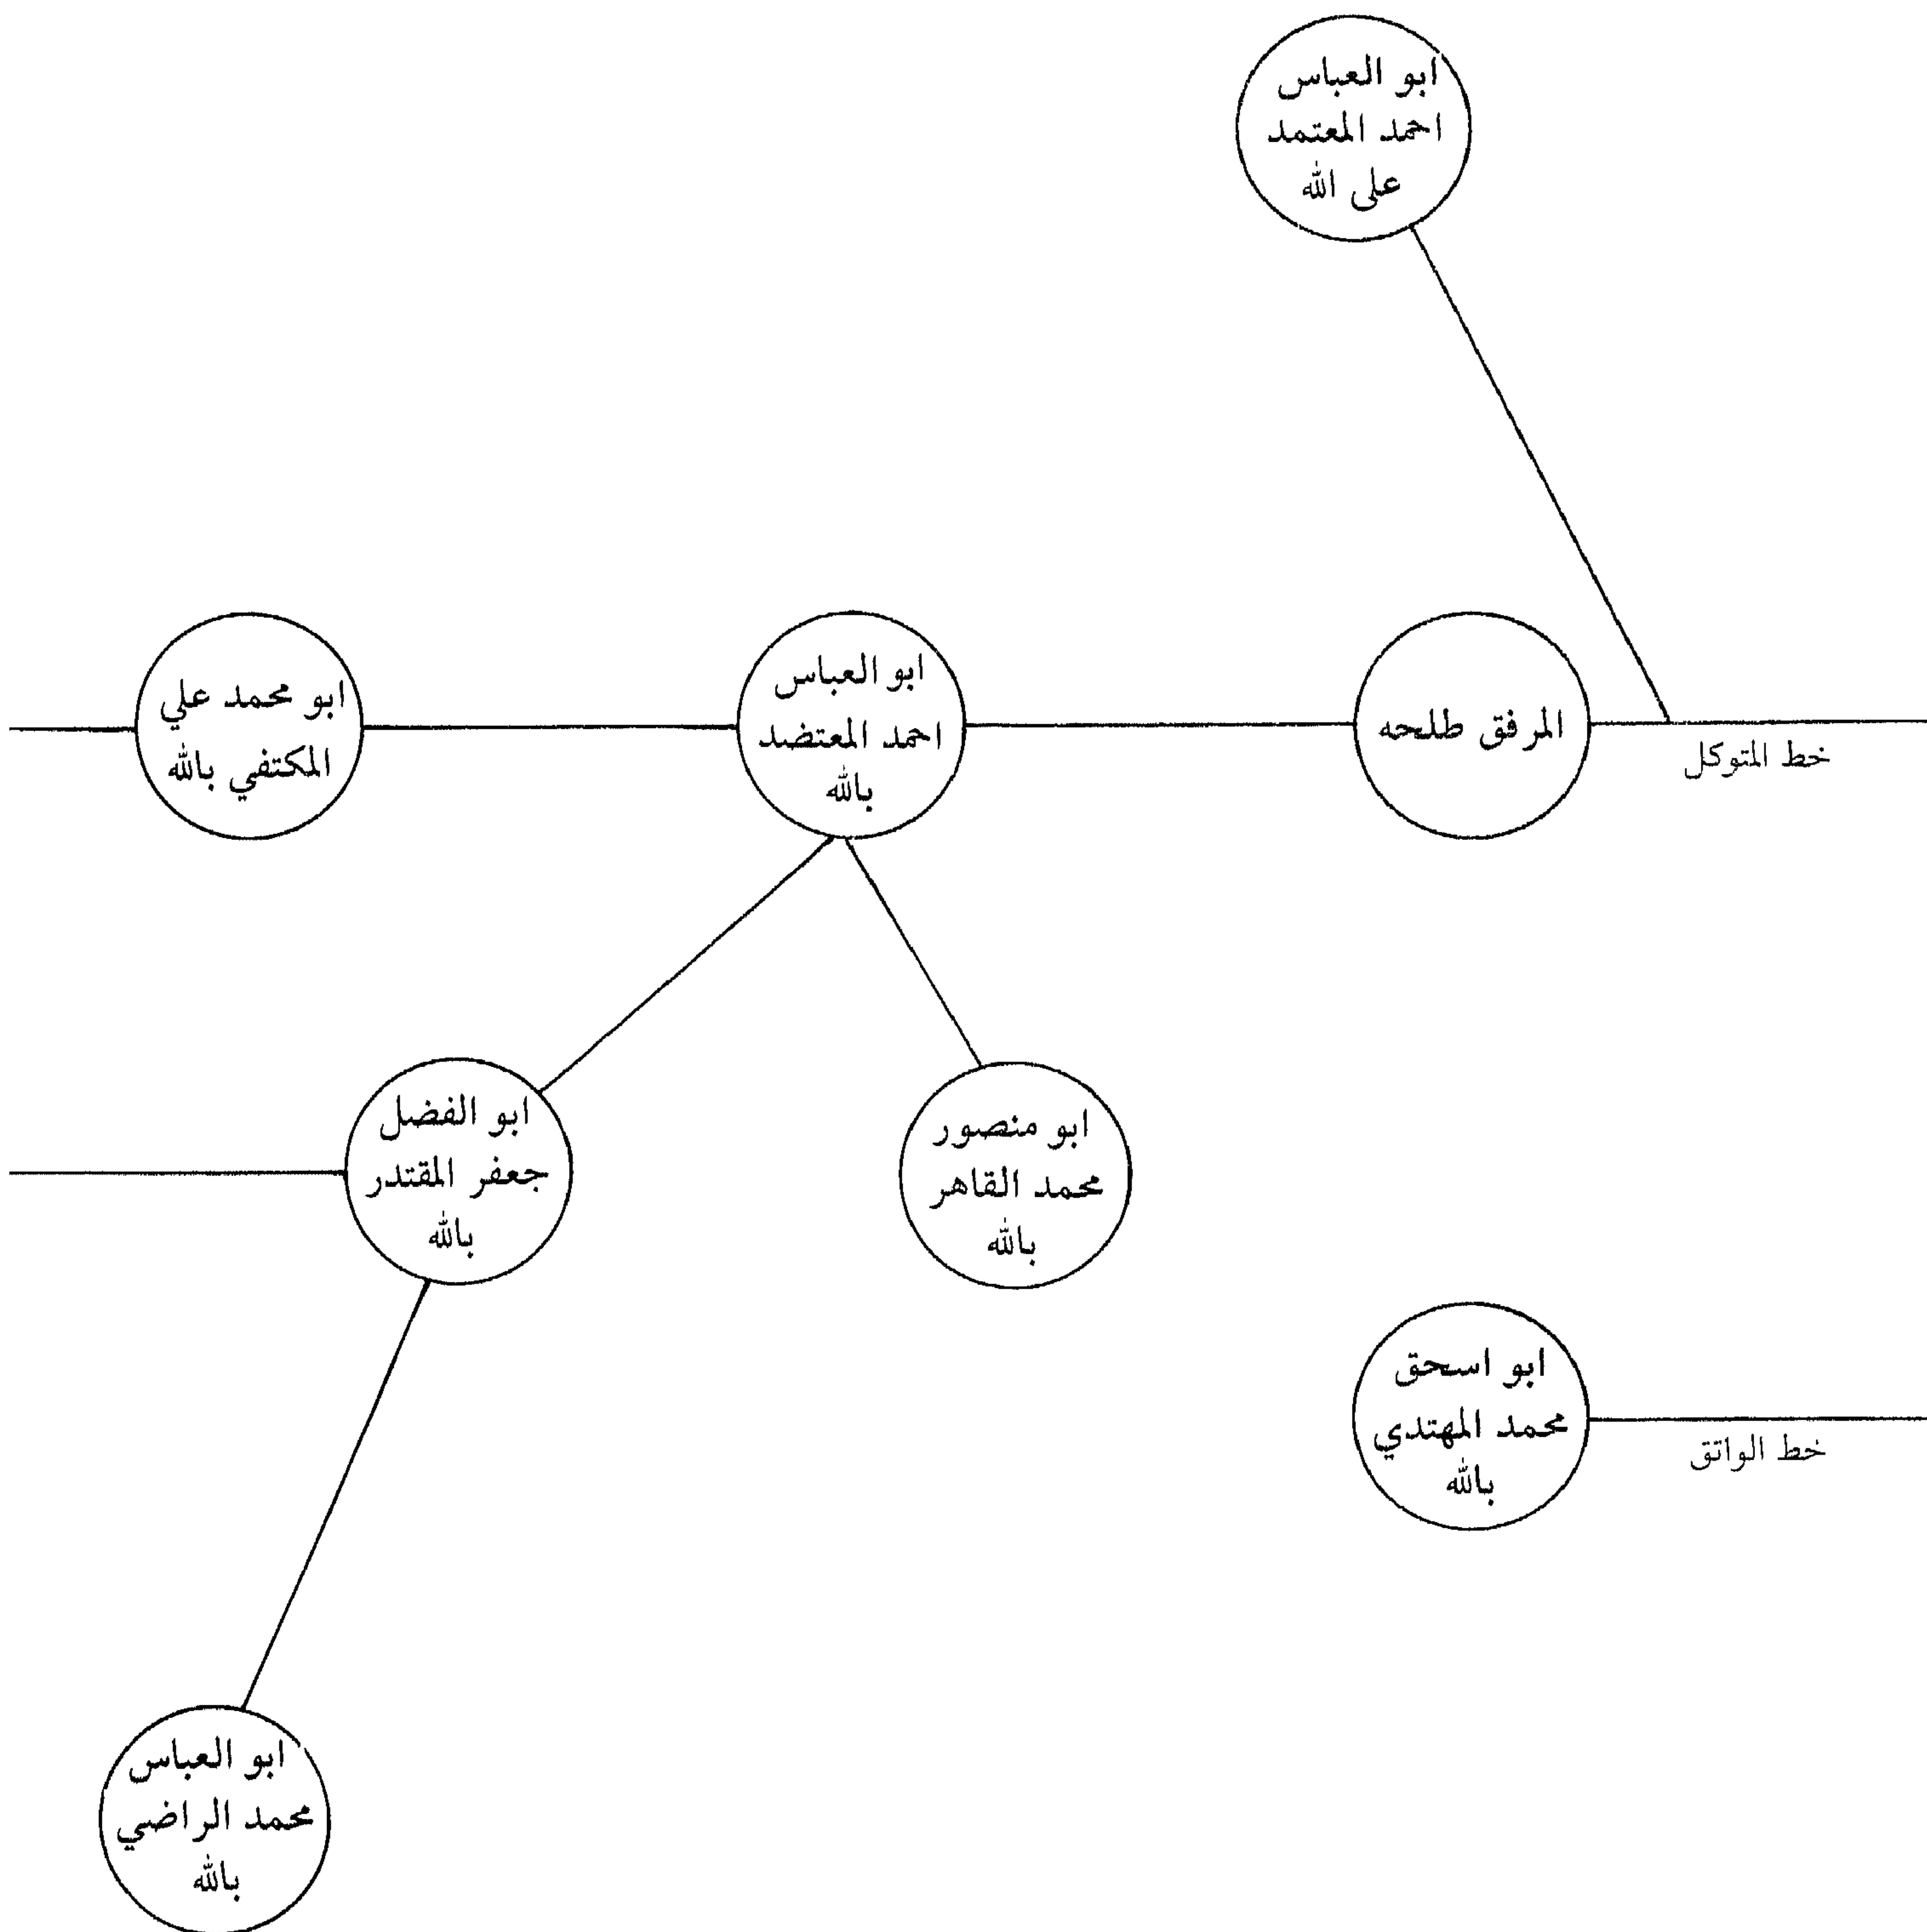 ابو العباس
احمد المعتمد
على الله
المرفق طلحه
خط المتوكل
ابو العباس
احمد المعتضد
بالله
ابو محمد علي
المكتفي بالله
ابو منصور
محمد القاهر
بالله
ابو الفضل
جعفر المقتدر
بالله
ابو اسحق
محمد المهتدي
بالله
خط الواتق
ابو العباس
محمد الراضي
بالله